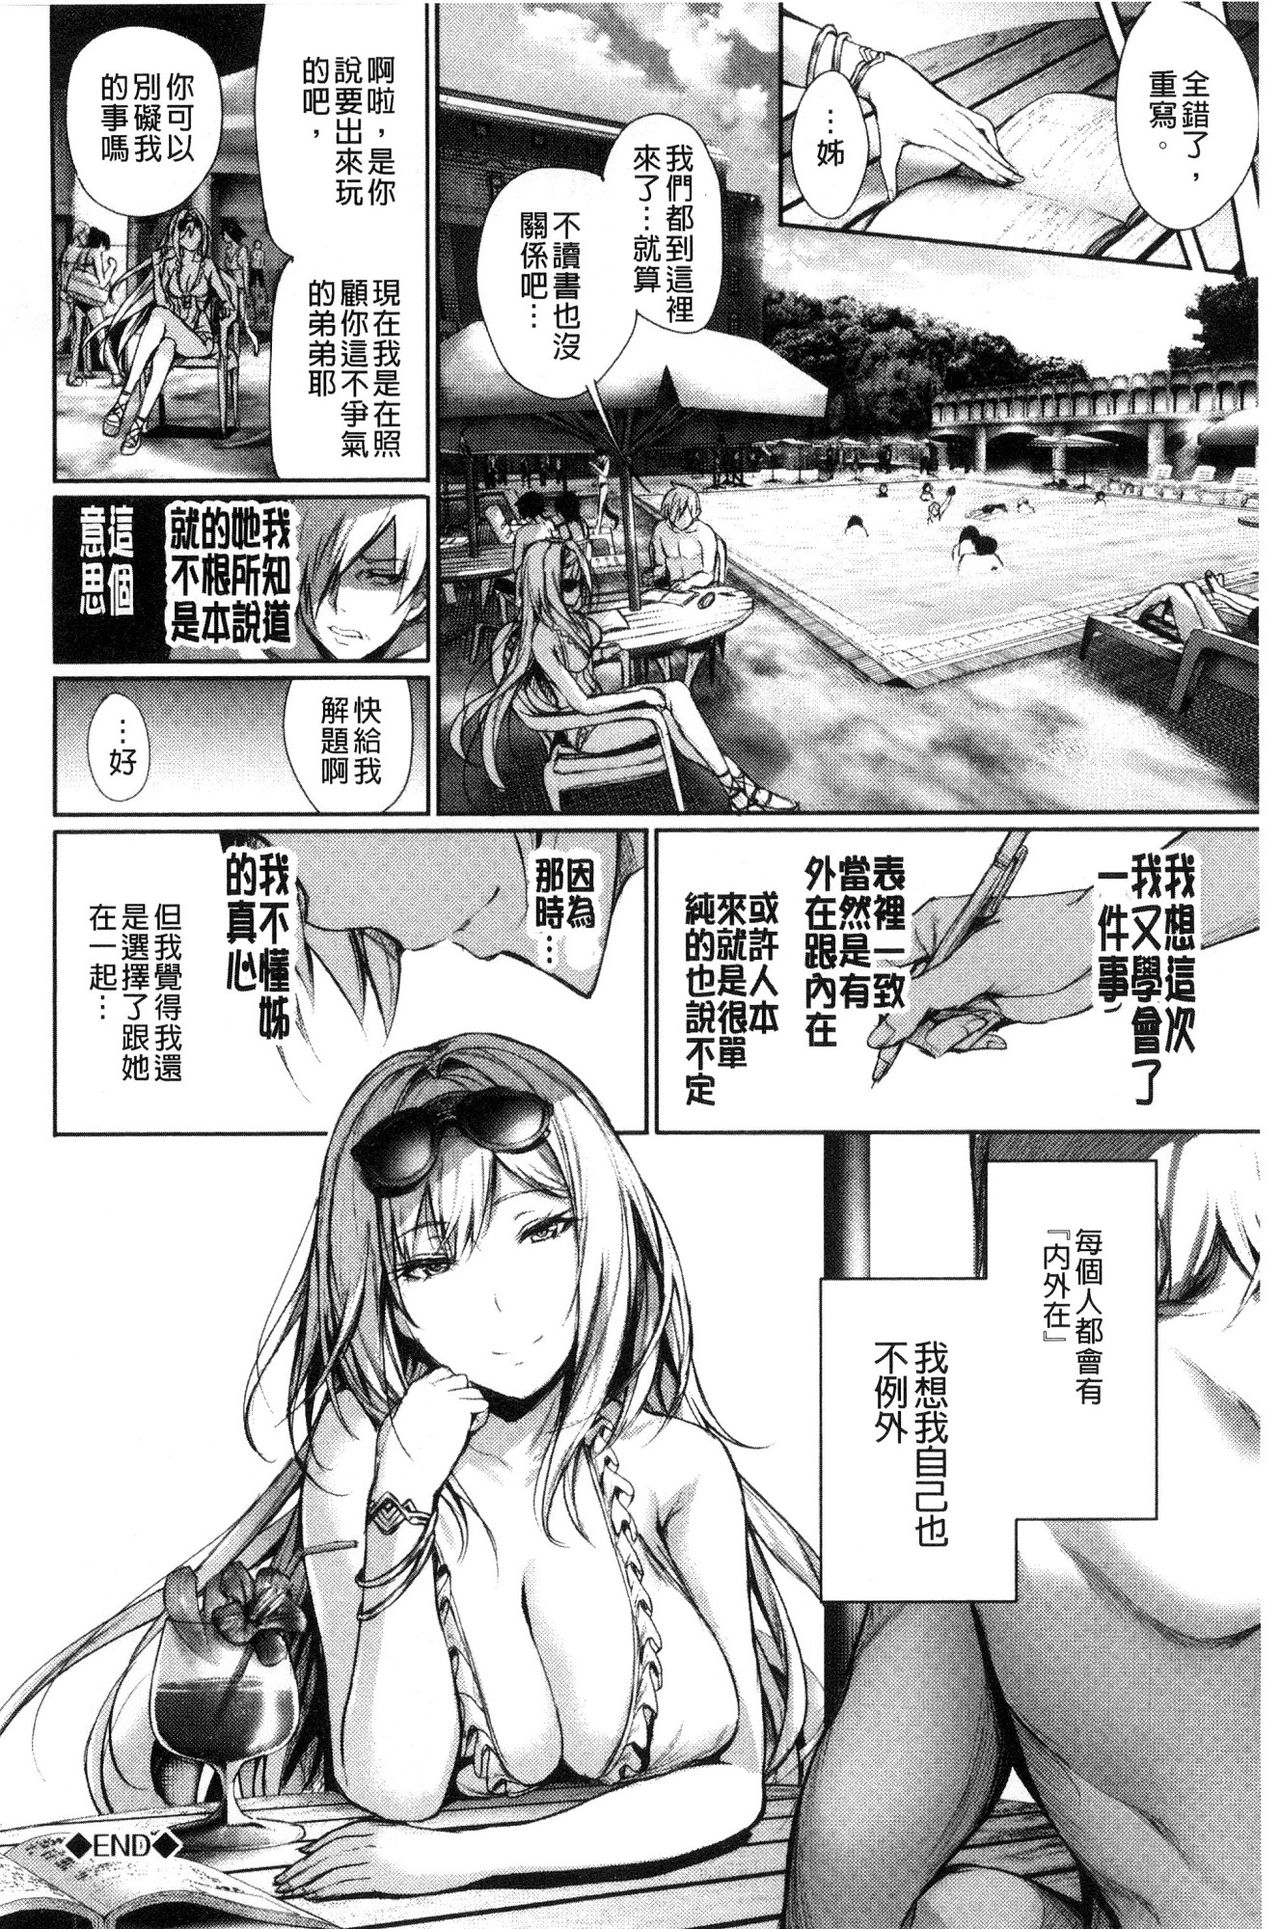 全錯了，
重寫。
…姊
我們都到這裡
來了…就算
不讀書也沒
關係吧…
啊啦，是你
說要出來玩
的吧，
現在我是在照
顧你這不爭氣
的弟弟耶
你可以
別礙我
的事嗎
我知道
她所說
的根本
就不是
這個
意思
快給我
解題啊
…好
我想這次
我又學會了
一件事
表裡一致
當然是有
外在跟內在
或許人本
來就是很單
純的也說不定
因為
那時…
我不懂姊
的真心
但我覺得我還
是選擇了跟她
在一起…
每個人都會有
『內外在』
我想我自己也
不例外
◆END◆